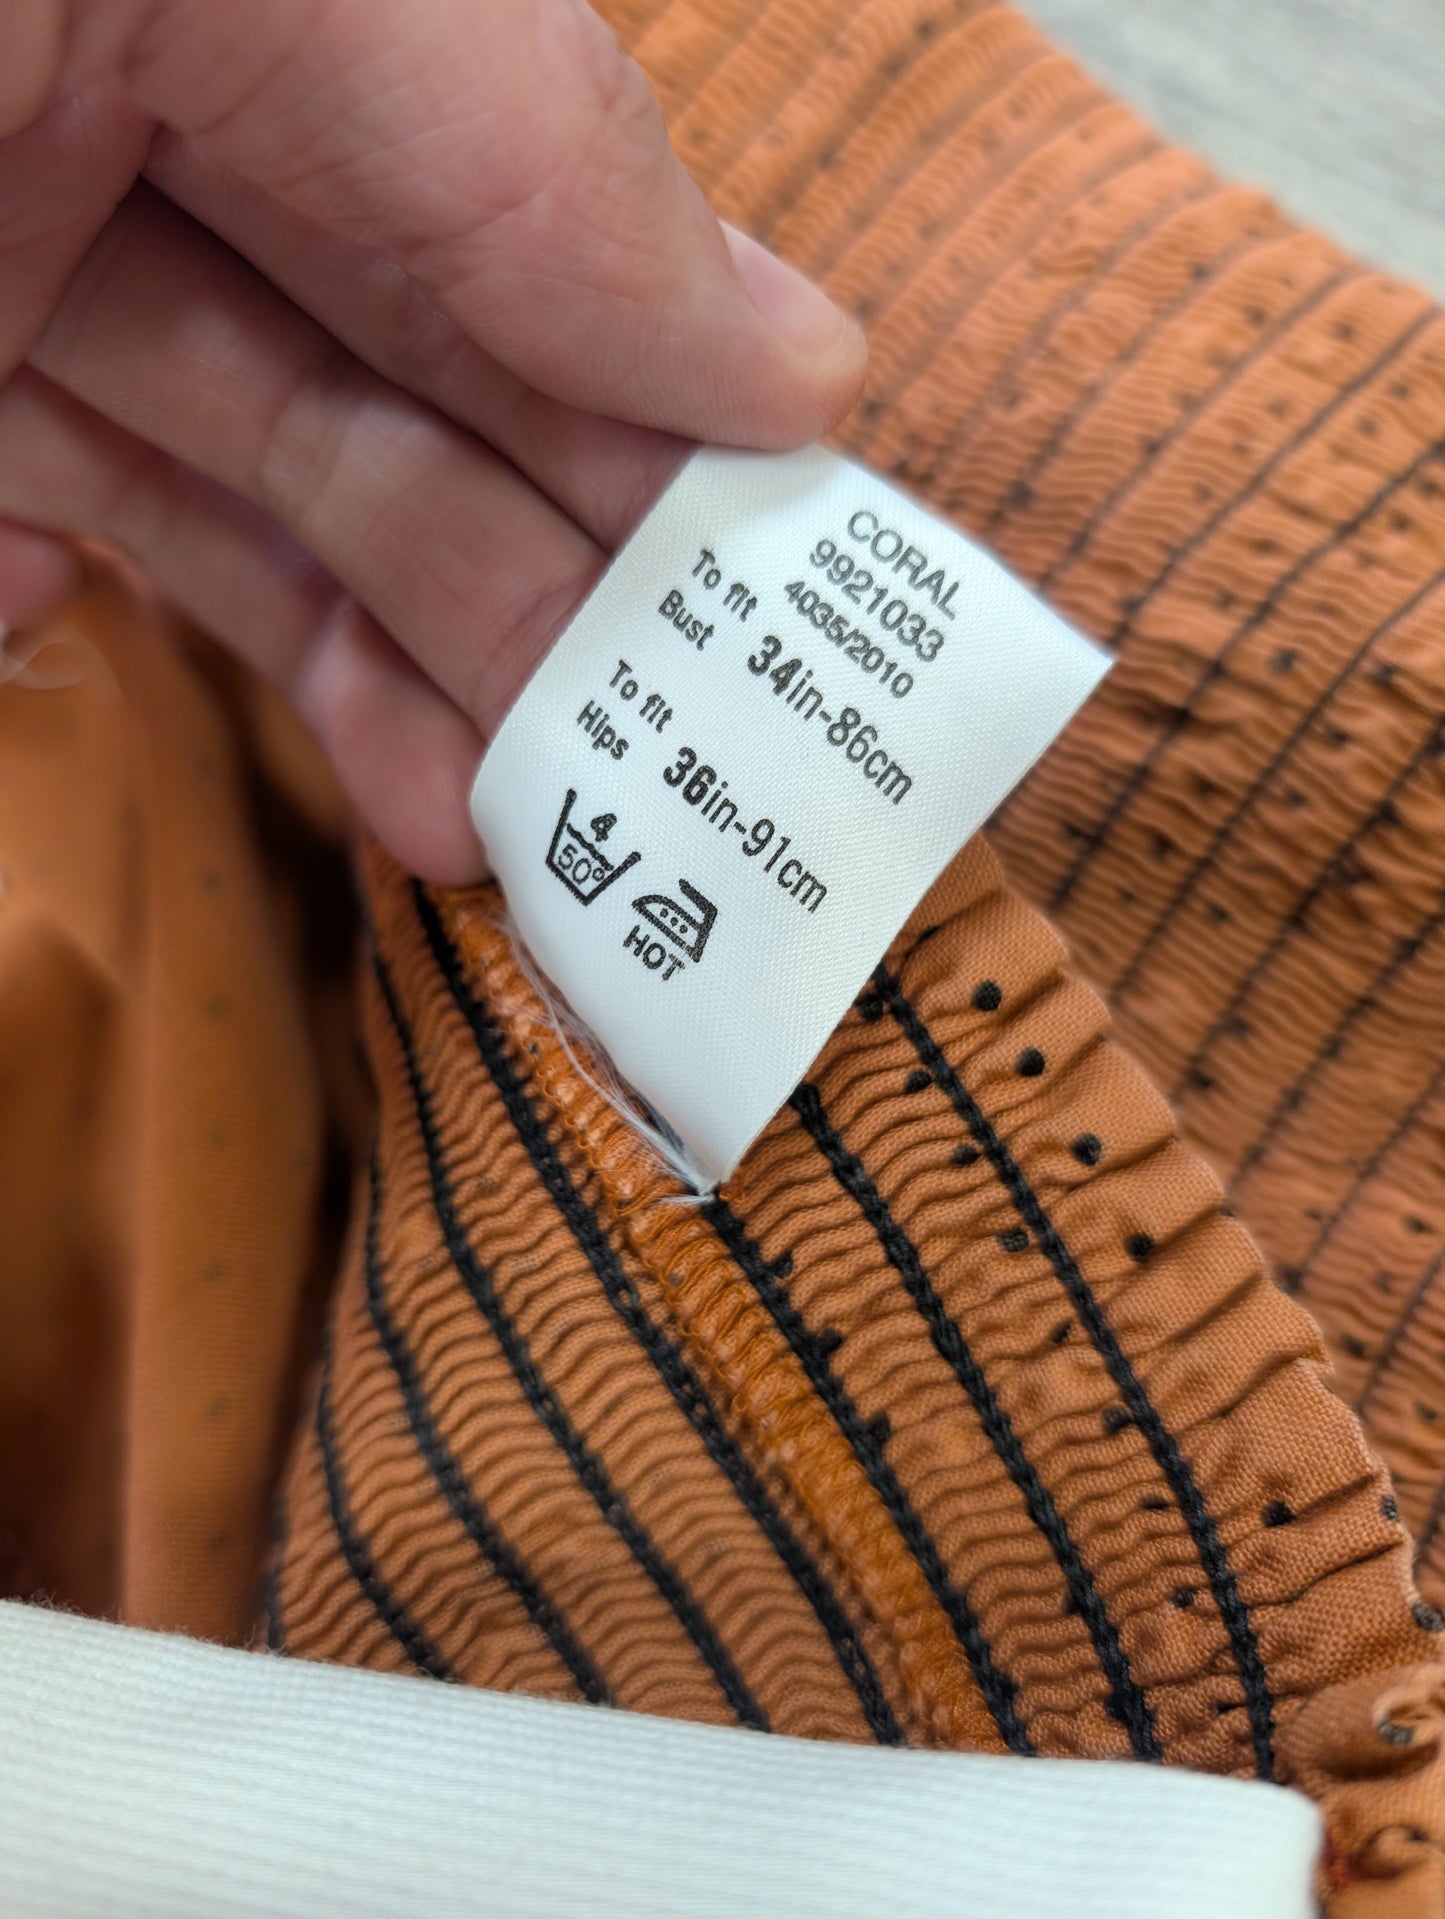 CORAL
9921033
4035/2010
To fit
Bust 34in-86cm
To fit
Hips 36in-91cm
4
50°
HOT